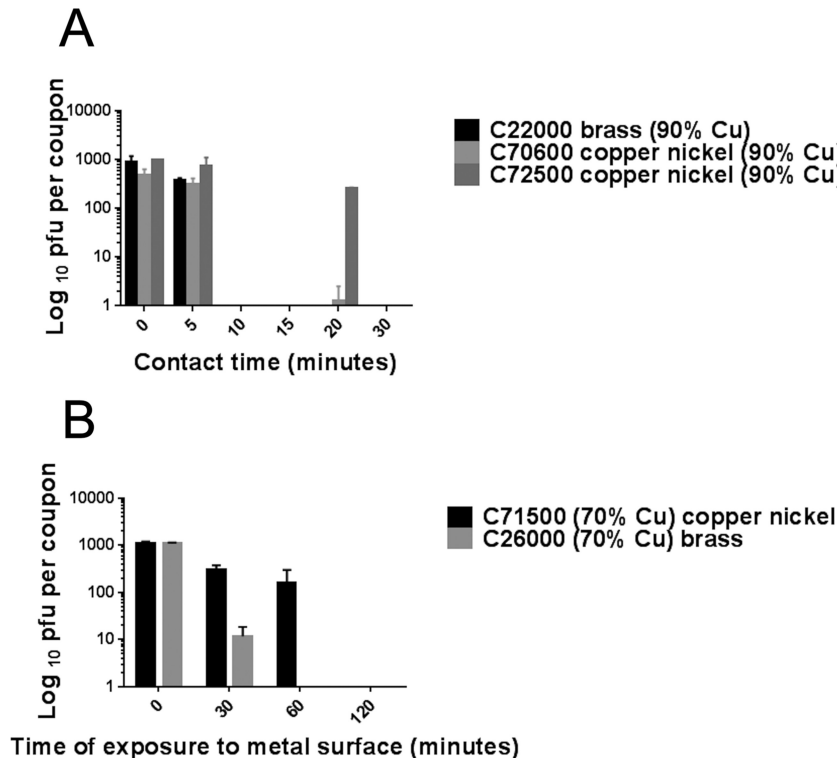 A
Log 10 pfu per coupon
10000
1000
100
10
1
0
5
10
15
20
30
Contact time (minutes)
C22000 brass (90% Cu)
C70600 copper nickel (90% Cu)
C72500 copper nickel (90% Cu)
B
Log 10 pfu per coupon
10000
1000
100
10
1
0
30
60
120
Time of exposure to metal surface (minutes)
C71500 (70% Cu) copper nickel
C26000 (70% Cu) brass